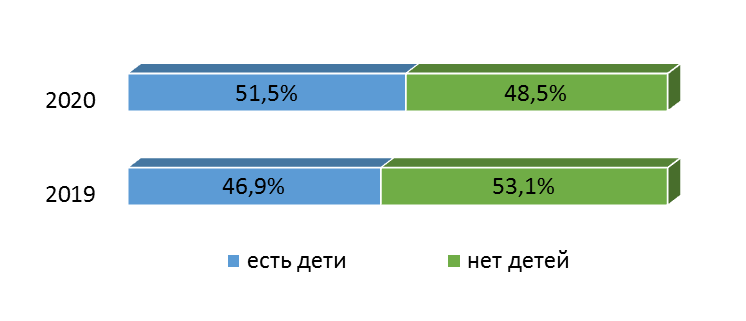 2020 51,5% 48,5%
2019 46,9% 53,1%
есть дети нет детей